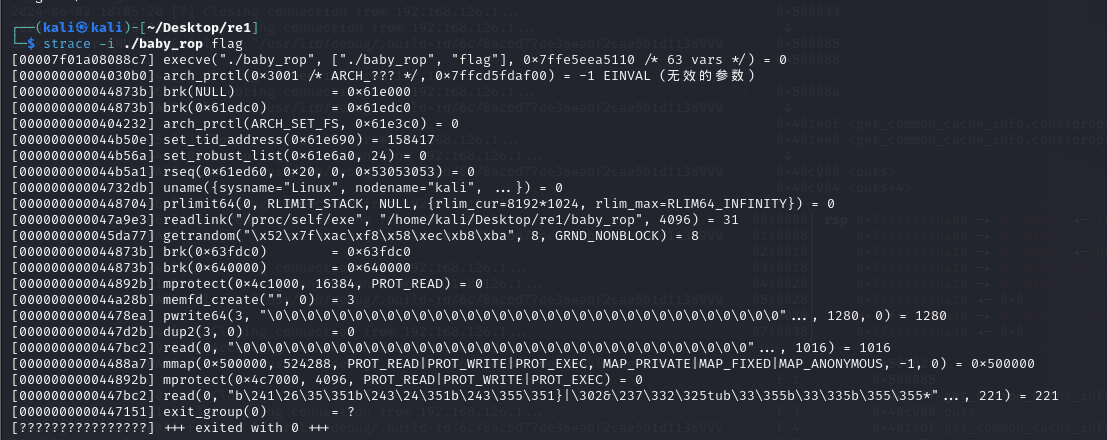 ┌──(kali㉿kali)-[~/Desktop/re1]
└─$ strace -i ./baby_rop flag
[00007f01a08088c7] execve("./baby_rop", ["./baby_rop", "flag"], 0×7ffe5eea5110 /* 63 vars */) = 0
[00000000004030b0] arch_prctl(0×3001 /* ARCH_??? */, 0×7ffcd5fdaf00) = -1 EINVAL (无效的参数)
[000000000044873b] brk(NULL) = 0×61e000
[000000000044873b] brk(0×61edc0) = 0×61edc0
[0000000000404232] arch_prctl(ARCH_SET_FS, 0×61e3c0) = 0
[000000000044b50e] set_tid_address(0×61e690) = 158417
[000000000044b56a] set_robust_list(0×61e6a0, 24) = 0
[000000000044b5a1] rseq(0×61ed60, 0×20, 0, 0×53053053) = 0
[00000000004732db] uname({sysname="Linux", nodename="kali", ...}) = 0
[0000000000448704] prlimit64(0, RLIMIT_STACK, NULL, {rlim_cur=8192*1024, rlim_max=RLIM64_INFINITY}) = 0
[000000000047a9e3] readlink("/proc/self/exe", "/home/kali/Desktop/re1/baby_rop", 4096) = 31
[000000000045da77] getrandom("\x52\x7f\xac\xf8\x58\xec\xb8\xba", 8, GRND_NONBLOCK) = 8
[000000000044873b] brk(0×63fdc0) = 0×63fdc0
[000000000044873b] brk(0×640000) = 0×640000
[000000000044892b] mprotect(0×4c1000, 16384, PROT_READ) = 0
[000000000044a28b] memfd_create("", 0) = 3
[00000000004478ea] pwrite64(3, "\0\0\0\0\0\0\0\0\0\0\0\0\0\0\0\0\0\0\0\0\0\0\0\0\0\0\0\0\0\0\0\0"..., 1280, 0) = 1280
[0000000000447d2b] dup2(3, 0) = 0
[0000000000447bc2] read(0, "\0\0\0\0\0\0\0\0\0\0\0\0\0\0\0\0\0\0\0\0\0\0\0\0\0\0\0\0\0\0\0\0"..., 1016) = 1016
[00000000004488a7] mmap(0×500000, 524288, PROT_READ|PROT_WRITE|PROT_EXEC, MAP_PRIVATE|MAP_FIXED|MAP_ANONYMOUS, -1, 0) = 0×500000
[000000000044892b] mprotect(0×4c7000, 4096, PROT_READ|PROT_WRITE|PROT_EXEC) = 0
[0000000000447bc2] read(0, "b\241\26\35\351b\243\24\351b\243\355\351}|\302&\237\332\325tub\33\355b\33\335b\355\355*"..., 221) = 221
[0000000000447151] exit_group(0) = ?
[????????????????] +++ exited with 0 +++